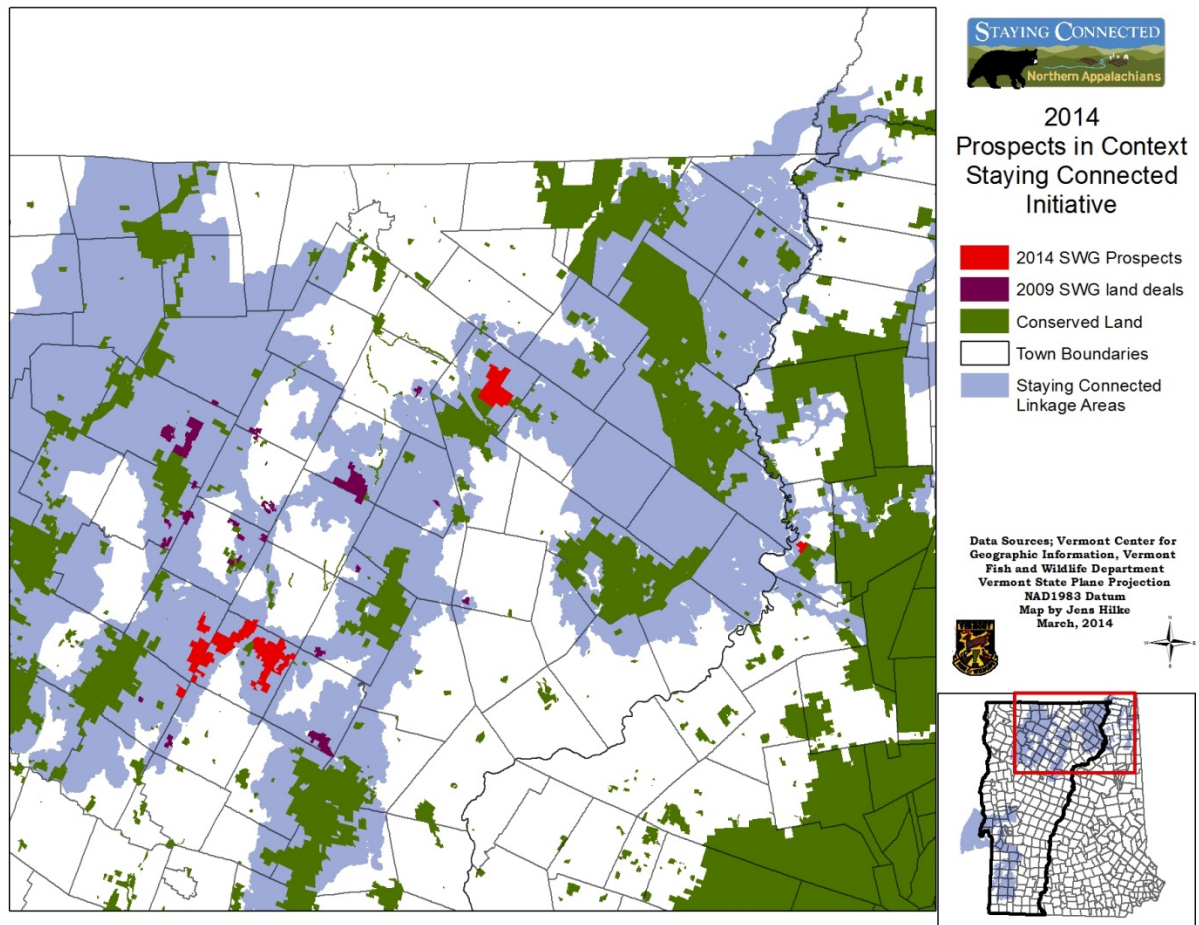 STAYING CONNECTED
Northern Appalachians
2014
Prospects in Context
Staying Connected
Initiative
2014 SWG Prospects
2009 SWG land deals
Conserved Land
Town Boundaries
Staying Connected
Linkage Areas
Data Sources; Vermont Center for
Geographic Information, Vermont
Fish and Wildlife Department
Vermont State Plane Projection
NAD1983 Datum
Map by Jens Hilke
March, 2014
VERMONT
N
W E
S